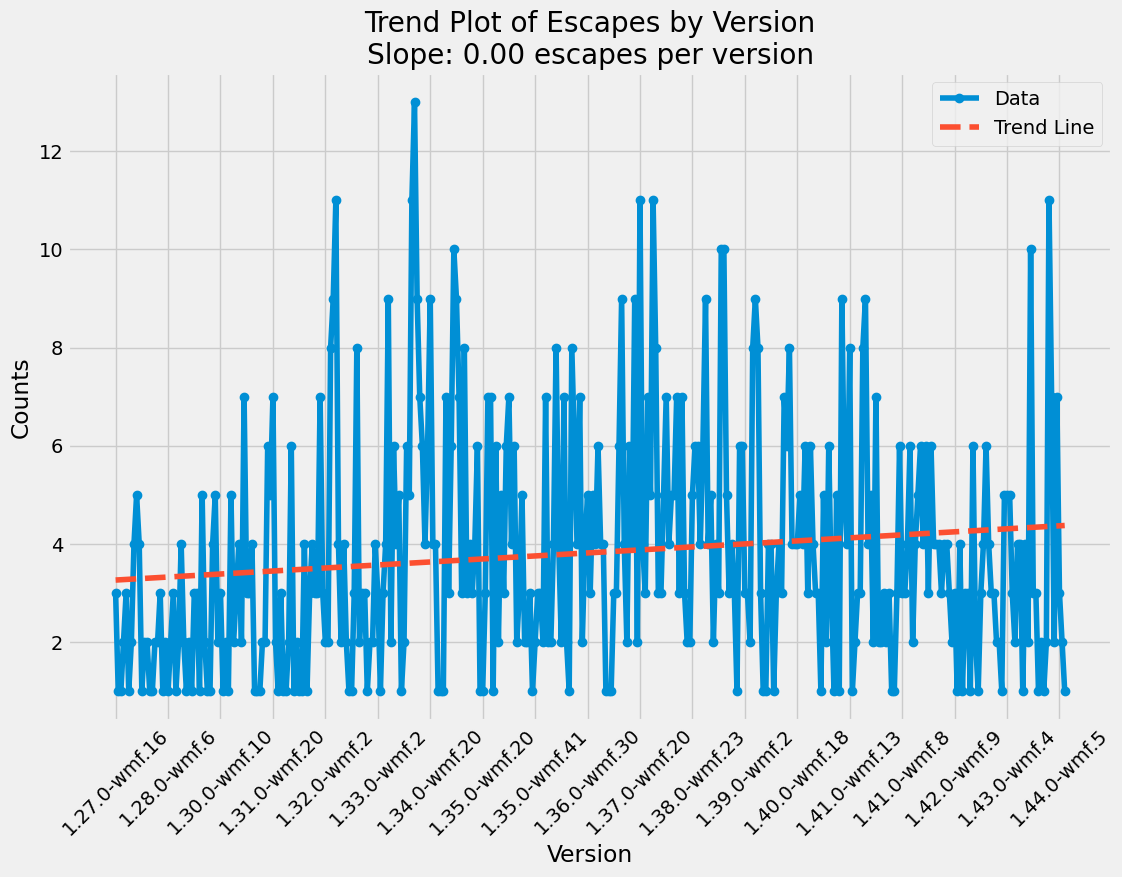 Trend Plot of Escapes by Version
Slope: 0.00 escapes per version
Data
Trend Line
12
10
8
6
4
2
Counts
1.27.0-wmf.16
1.28.0-wmf.6
1.30.0-wmf.10
1.31.0-wmf.20
1.32.0-wmf.2
1.33.0-wmf.2
1.34.0-wmf.20
1.35.0-wmf.20
1.35.0-wmf.41
1.36.0-wmf.30
1.37.0-wmf.20
1.38.0-wmf.23
1.39.0-wmf.2
1.40.0-wmf.18
1.41.0-wmf.13
1.41.0-wmf.8
1.42.0-wmf.9
1.43.0-wmf.4
1.44.0-wmf.5
Version